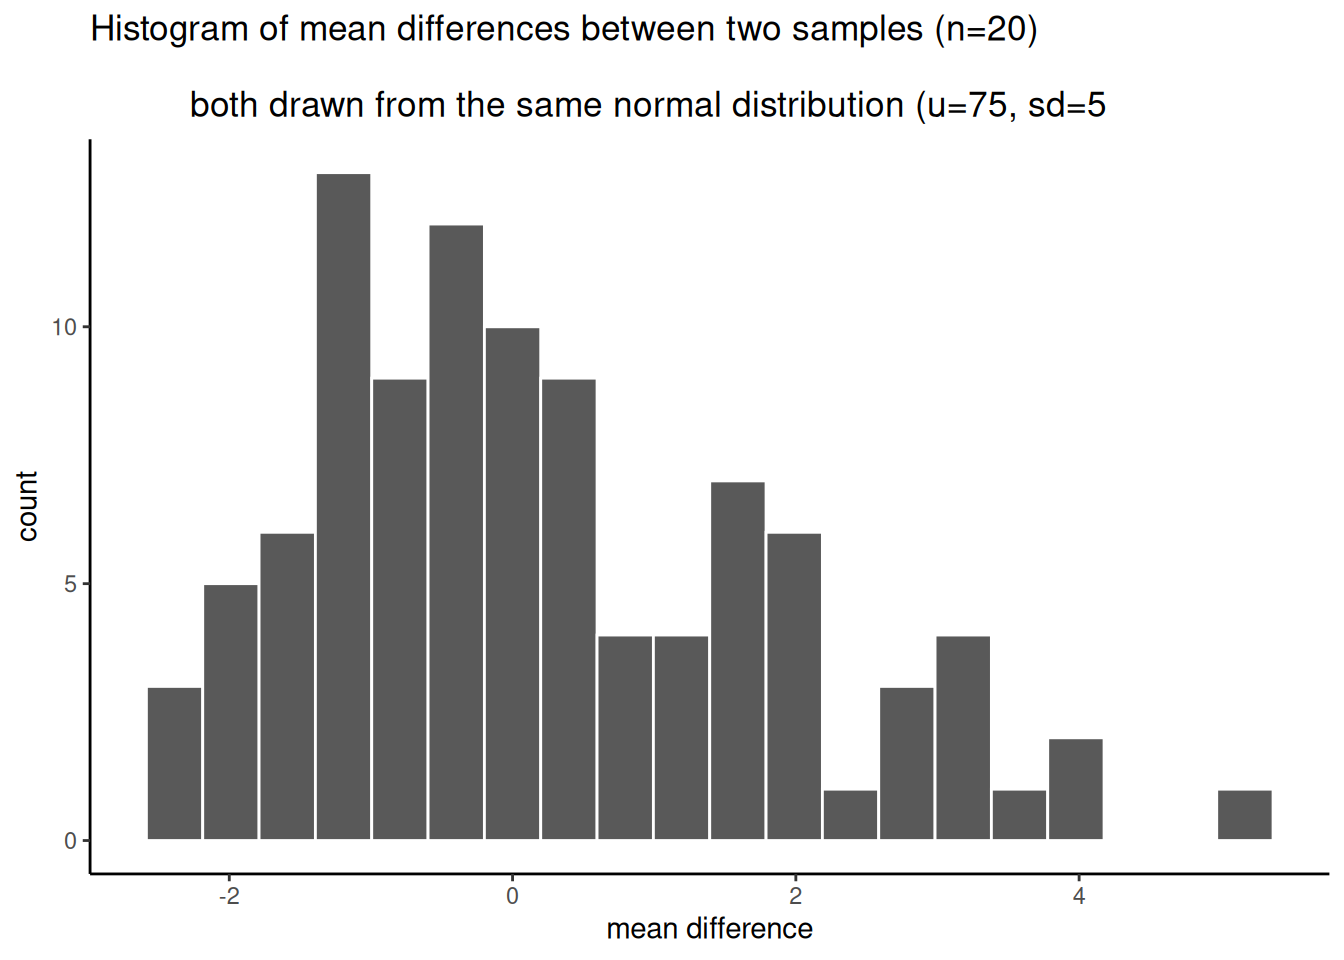 Histogram of mean differences between two samples (n=20)
both drawn from the same normal distribution (u=75, sd=5
10
5
0
count
-2 0 2 4
mean difference